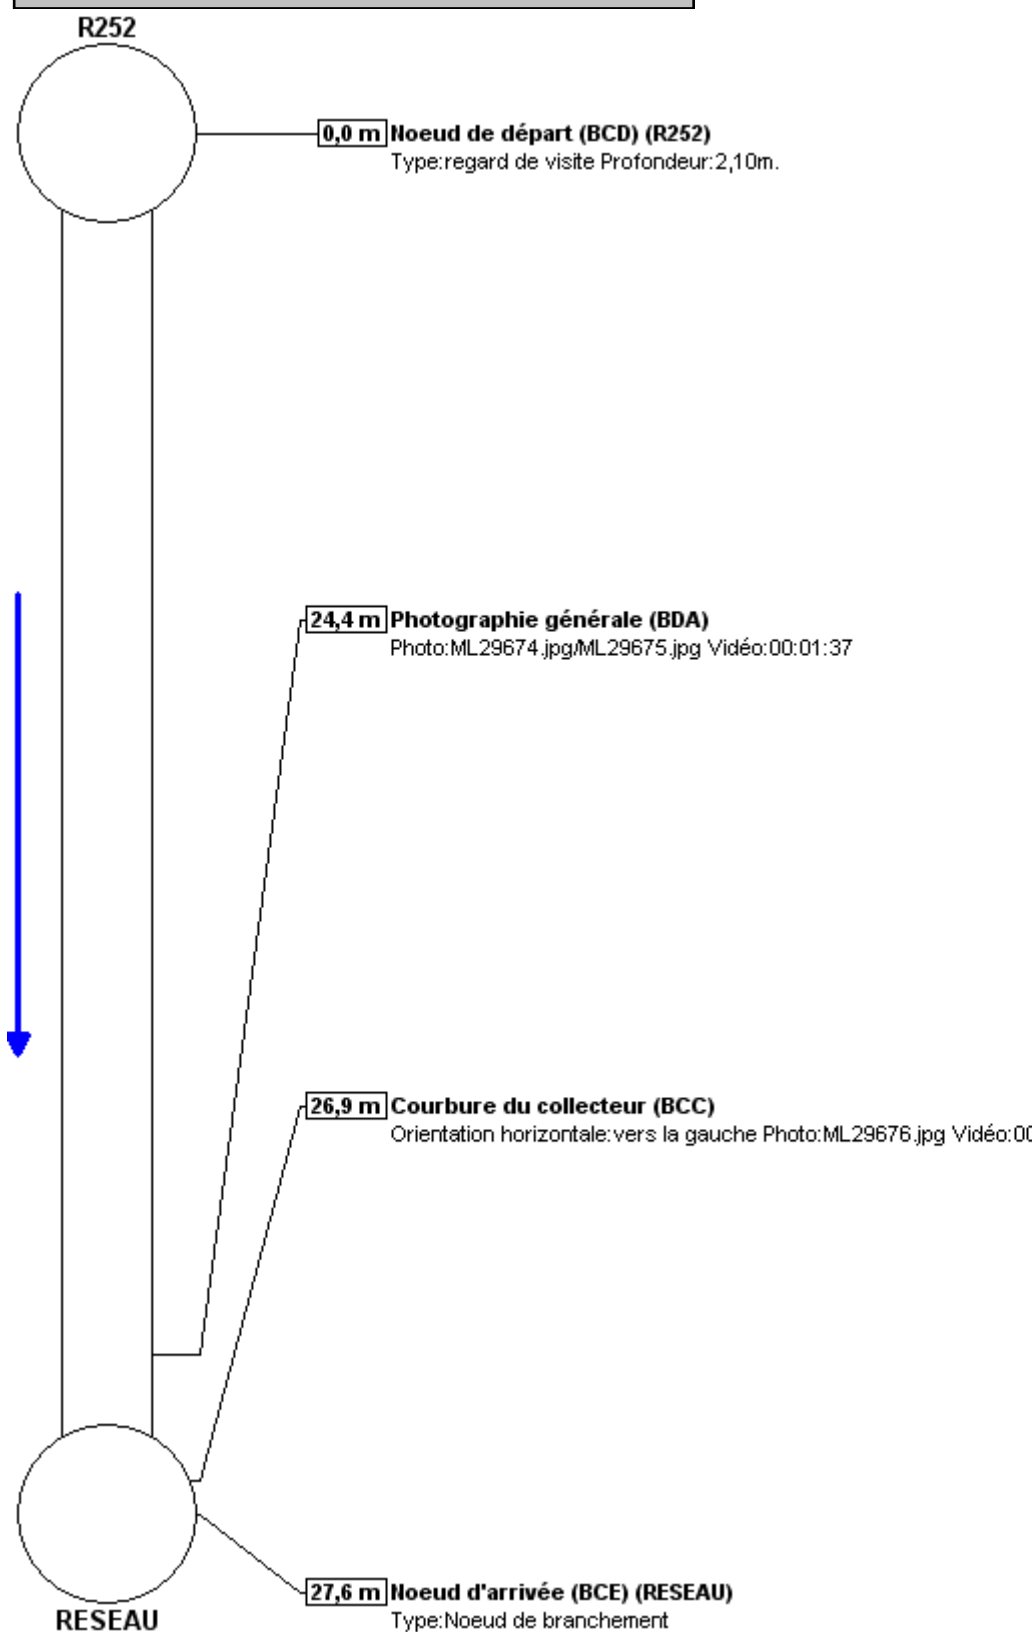 R252
0,0 m Noeud de départ (BCD) (R252)
Type:regard de visite Profondeur:2,10m.
24,4 m Photographie générale (BDA)
Photo:ML29674.jpg/ML29675.jpg Vidéo:00:01:37
26,9 m Courbure du collecteur (BCC)
Orientation horizontale:vers la gauche Photo:ML29676.jpg Vidéo:00
27,6 m Noeud d'arrivée (BCE) (RESEAU)
Type:Noeud de branchement
RESEAU